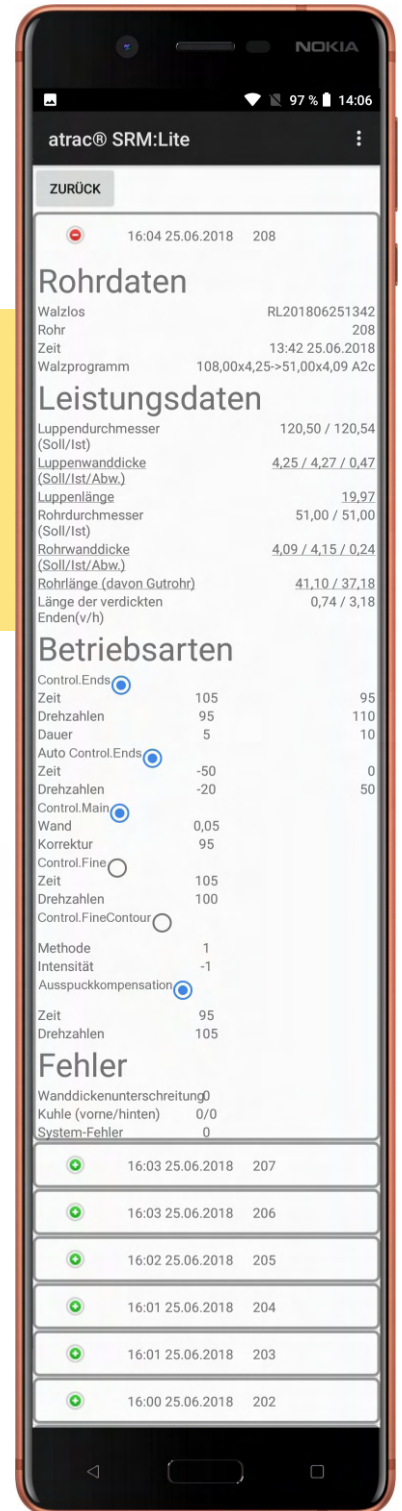 NOKIA
97 % 14:06
atrac® SRM:Lite
ZURÜCK
16:04 25.06.2018 208
Rohrdaten
Walzlos RL201806251342
Rohr 208
Zeit 13:42 25.06.2018
Walzprogramm 108,00x4,25->51,00x4,09 A2c
Leistungsdaten
Luppendurchmesser 120,50 / 120,54
(Soll/Ist)
Luppenwanddicke 4,25 / 4,27 / 0,47
(Soll/Ist/Abw.)
Luppenlänge 19,97
Rohrdurchmesser 51,00 / 51,00
(Soll/Ist)
Rohrwanddicke 4,09 / 4,15 / 0,24
(Soll/Ist/Abw.)
Rohrlänge (davon Gutrohr) 41,10 / 37,18
Länge der verdickten 0,74 / 3,18
Enden(v/h)
Betriebsarten
Control.Ends
Zeit 105 95
Drehzahlen 95 110
Dauer 5 10
Auto Control.Ends
Zeit -50 0
Drehzahlen -20 50
Control.Main
Wand 0,05
Korrektur 95
Control.Fine
Zeit 105
Drehzahlen 100
Control.FineContour
Methode 1
Intensität -1
Ausspuckkompensation
Zeit 95
Drehzahlen 105
Fehler
Wanddickenunterschreitung 0
Kuhle (vorne/hinten) 0/0
System-Fehler 0
16:03 25.06.2018 207
16:03 25.06.2018 206
16:02 25.06.2018 205
16:01 25.06.2018 204
16:01 25.06.2018 203
16:00 25.06.2018 202